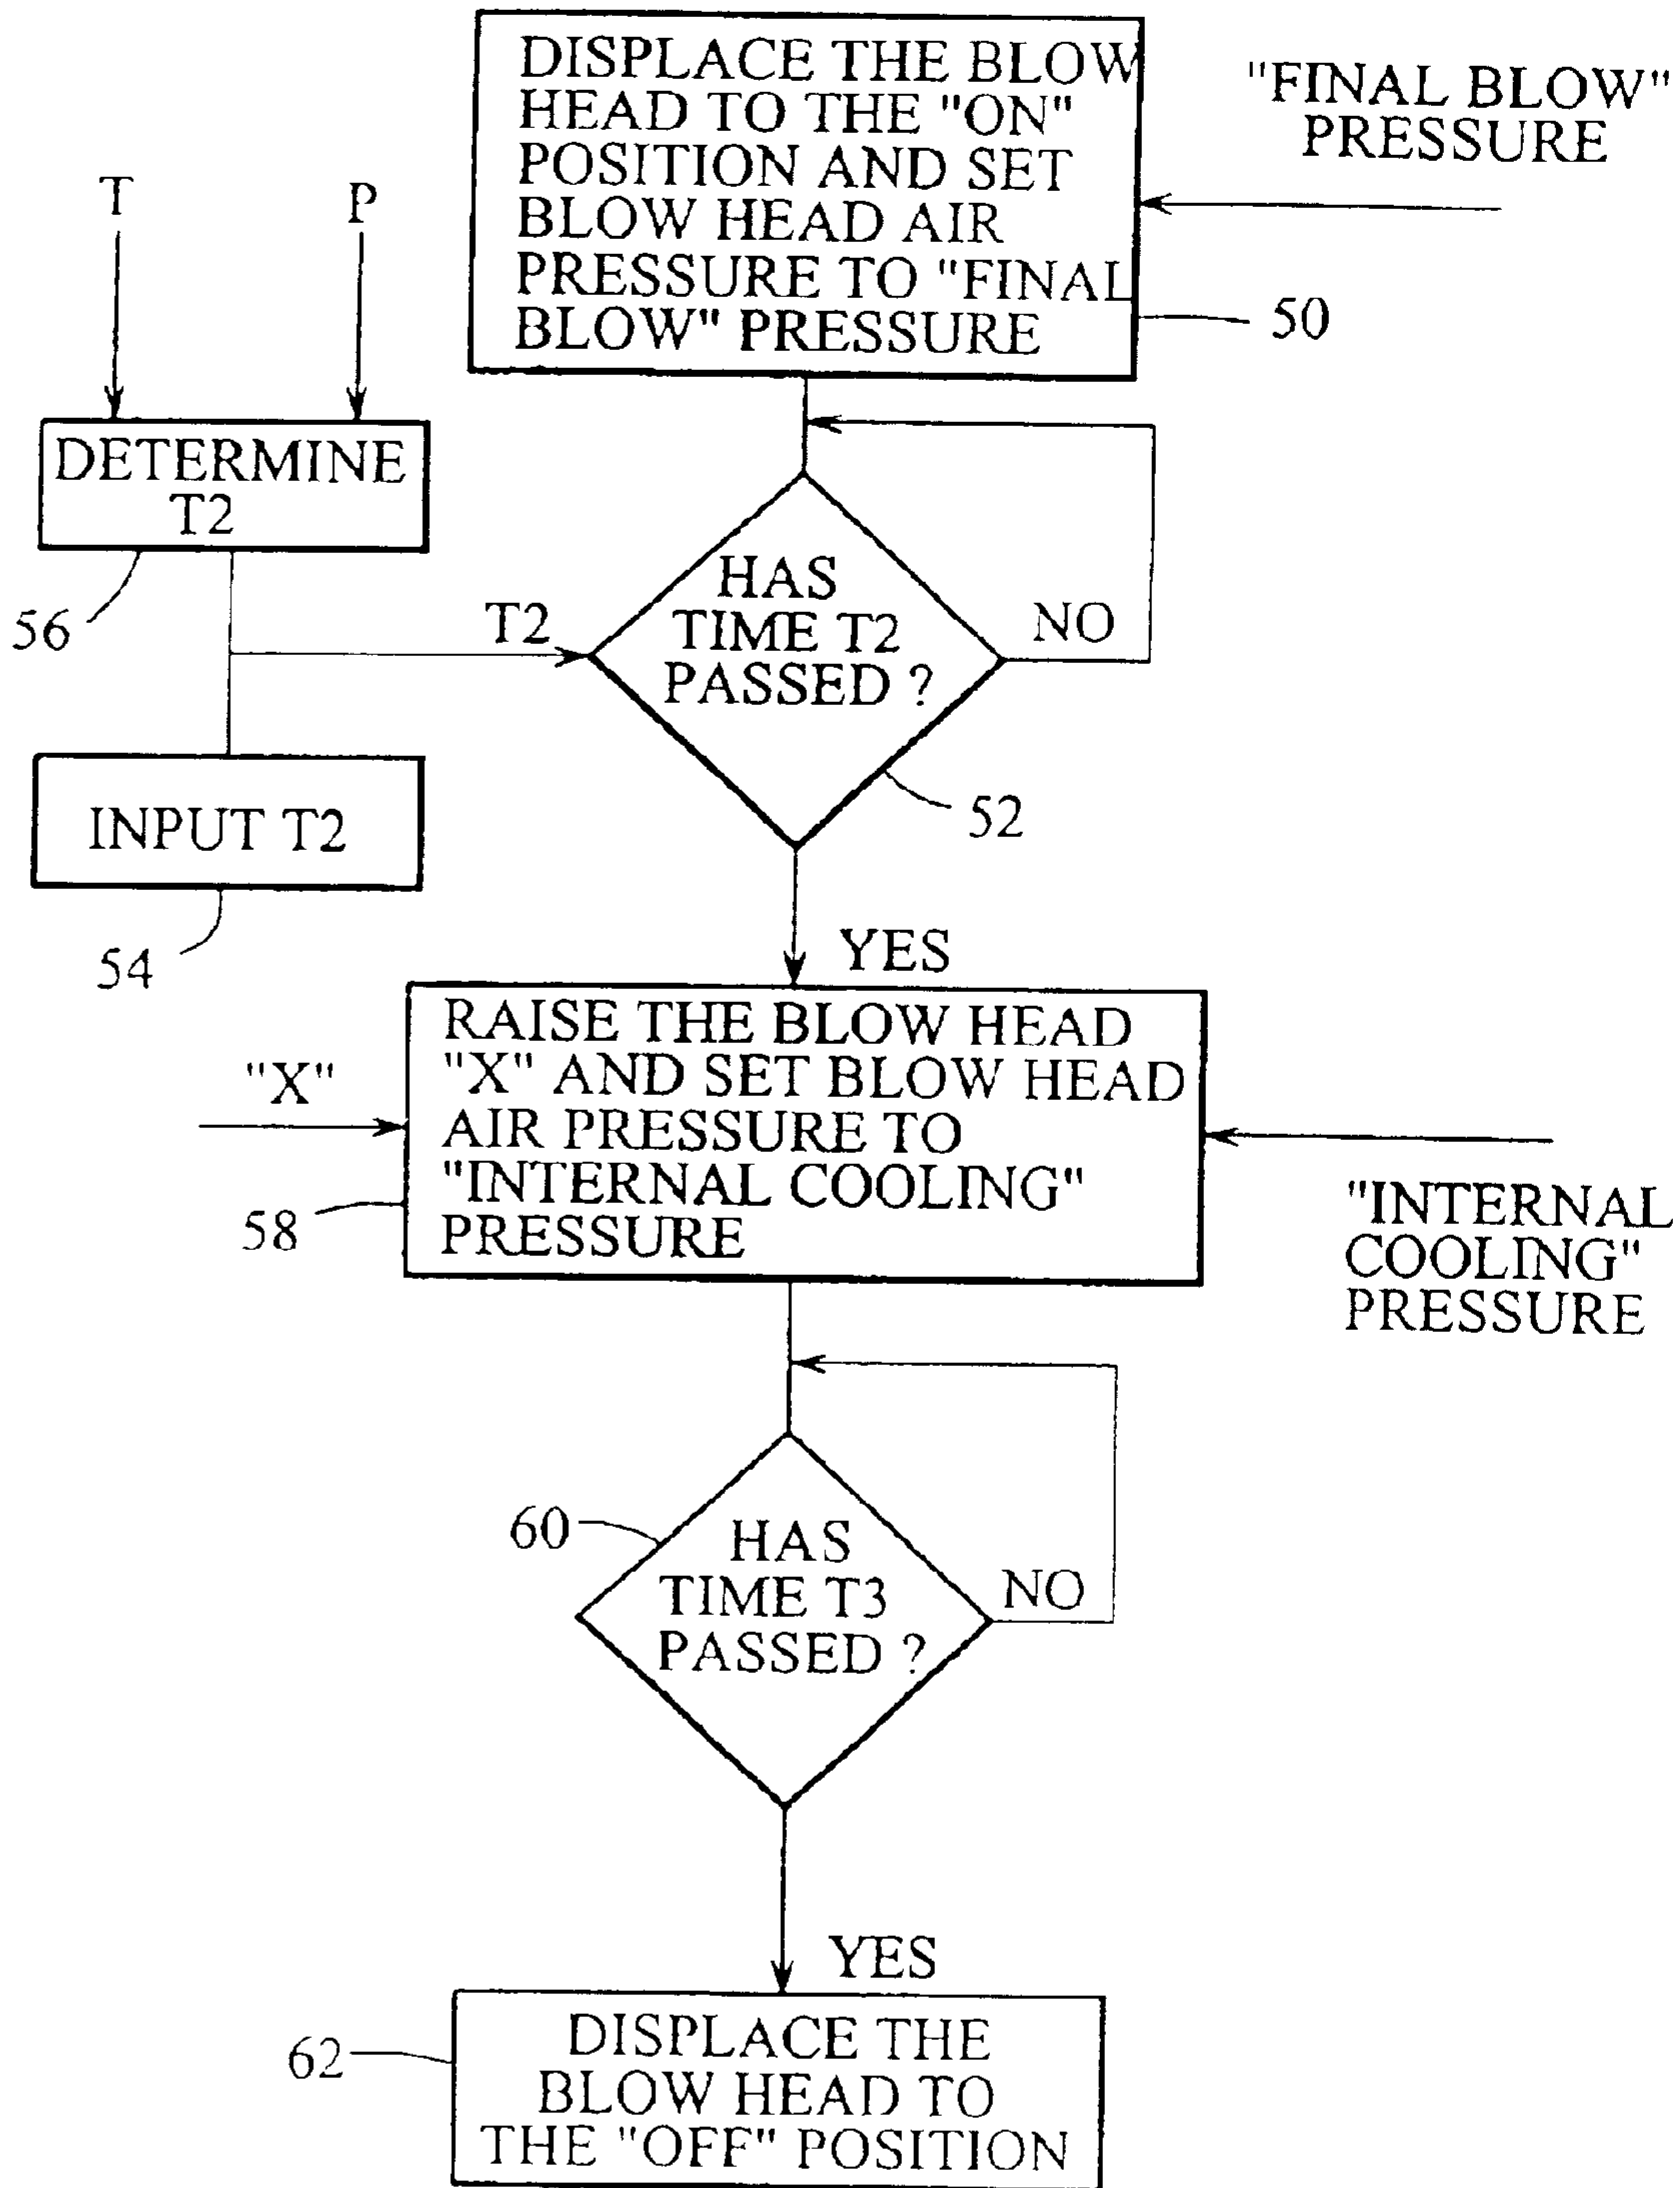 DISPLACE THE BLOW
HEAD TO THE "ON"
POSITION AND SET
BLOW HEAD AIR
PRESSURE TO "FINAL
BLOW" PRESSURE
"FINAL BLOW"
PRESSURE
50
T
P
DETERMINE
T2
56
T2
HAS
TIME T2
PASSED ?
NO
52
INPUT T2
54
YES
RAISE THE BLOW HEAD
"X" AND SET BLOW HEAD
AIR PRESSURE TO
"INTERNAL COOLING"
PRESSURE
"X"
58
"INTERNAL
COOLING"
PRESSURE
60
HAS
TIME T3
PASSED ?
NO
YES
62
DISPLACE THE
BLOW HEAD TO
THE "OFF" POSITION